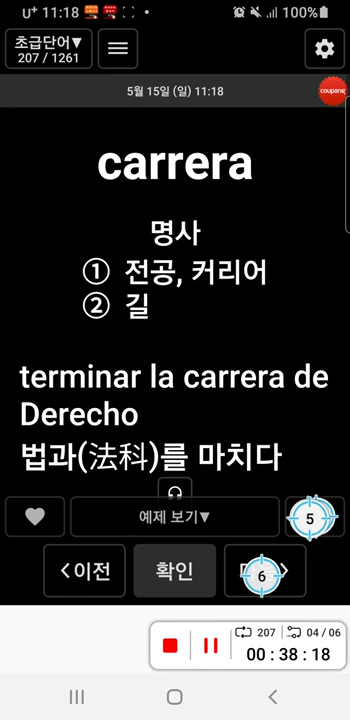 U+ 11:18 100%
초급단어▼
207 / 1261
5월 15일 (일) 11:18
coupang
carrera
명사
① 전공, 커리어
② 길
terminar la carrera de
Derecho
법과(法科)를 마치다
예제 보기▼
5
<이전
확인
6
>
207 04 / 06
00 : 38 : 18